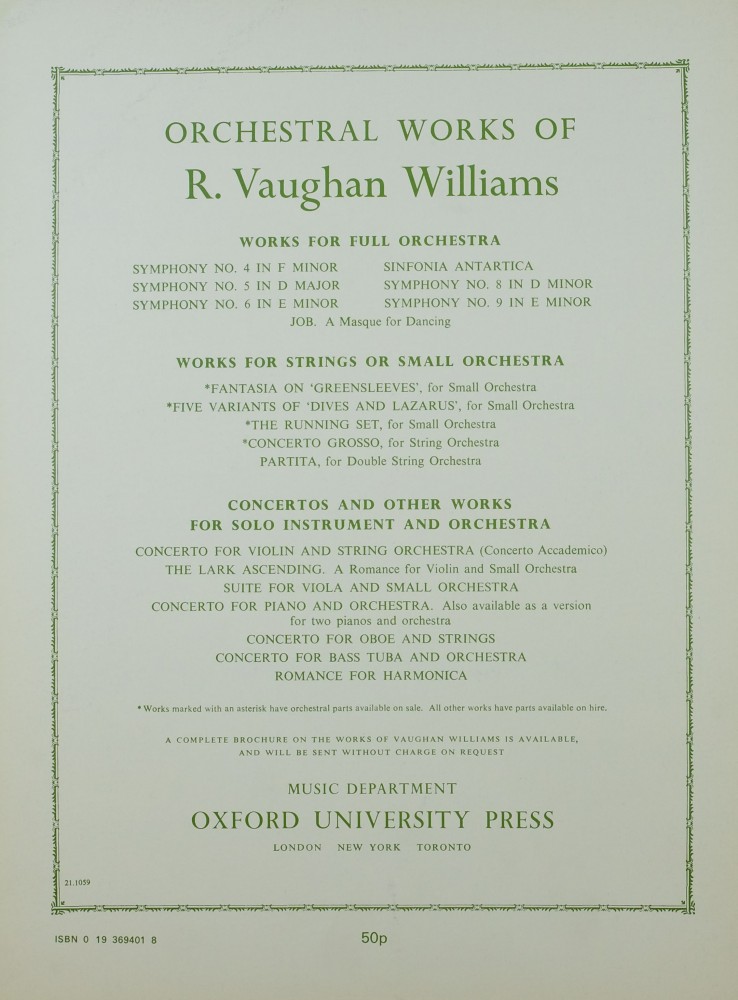 ORCHESTRAL WORKS OF
R. Vaughan Williams
WORKS FOR FULL ORCHESTRA
SYMPHONY NO. 4 IN F MINOR
SYMPHONY NO. 5 IN D MAJOR
SYMPHONY NO. 6 IN E MINOR
SINFONIA ANTARTICA
SYMPHONY NO. 8 IN D MINOR
SYMPHONY NO. 9 IN E MINOR
JOB. A Masque for Dancing
WORKS FOR STRINGS OR SMALL ORCHESTRA
*FANTASIA ON ‘GREENSLEEVES’, for Small Orchestra
*FIVE VARIANTS OF ‘DIVES AND LAZARUS’, for Small Orchestra
*THE RUNNING SET, for Small Orchestra
*CONCERTO GROSSO, for String Orchestra
PARTITA, for Double String Orchestra
CONCERTOS AND OTHER WORKS
FOR SOLO INSTRUMENT AND ORCHESTRA
CONCERTO FOR VIOLIN AND STRING ORCHESTRA (Concerto Accademico)
THE LARK ASCENDING. A Romance for Violin and Small Orchestra
SUITE FOR VIOLA AND SMALL ORCHESTRA
CONCERTO FOR PIANO AND ORCHESTRA. Also available as a version
for two pianos and orchestra
CONCERTO FOR OBOE AND STRINGS
CONCERTO FOR BASS TUBA AND ORCHESTRA
ROMANCE FOR HARMONICA
* Works marked with an asterisk have orchestral parts available on sale. All other works have parts available on hire.
A COMPLETE BROCHURE ON THE WORKS OF VAUGHAN WILLIAMS IS AVAILABLE,
AND WILL BE SENT WITHOUT CHARGE ON REQUEST
MUSIC DEPARTMENT
OXFORD UNIVERSITY PRESS
LONDON NEW YORK TORONTO
21.1059
ISBN 0 19 369401 8
50p